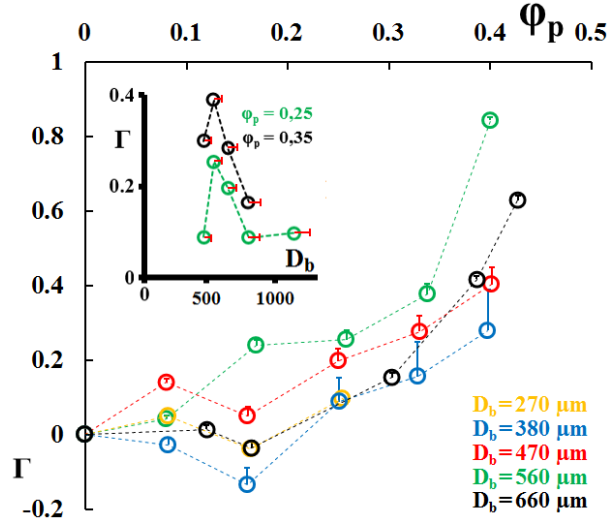 φp
0 0.1 0.2 0.3 0.4 0.5
1
0.8
0.6
0.4
0.2
0
-0.2
Γ
0.4
0.2
0
Γ
φp = 0,25
φp = 0,35
Db
0 500 1000
Db = 270 μm
Db = 380 μm
Db = 470 μm
Db = 560 μm
Db = 660 μm